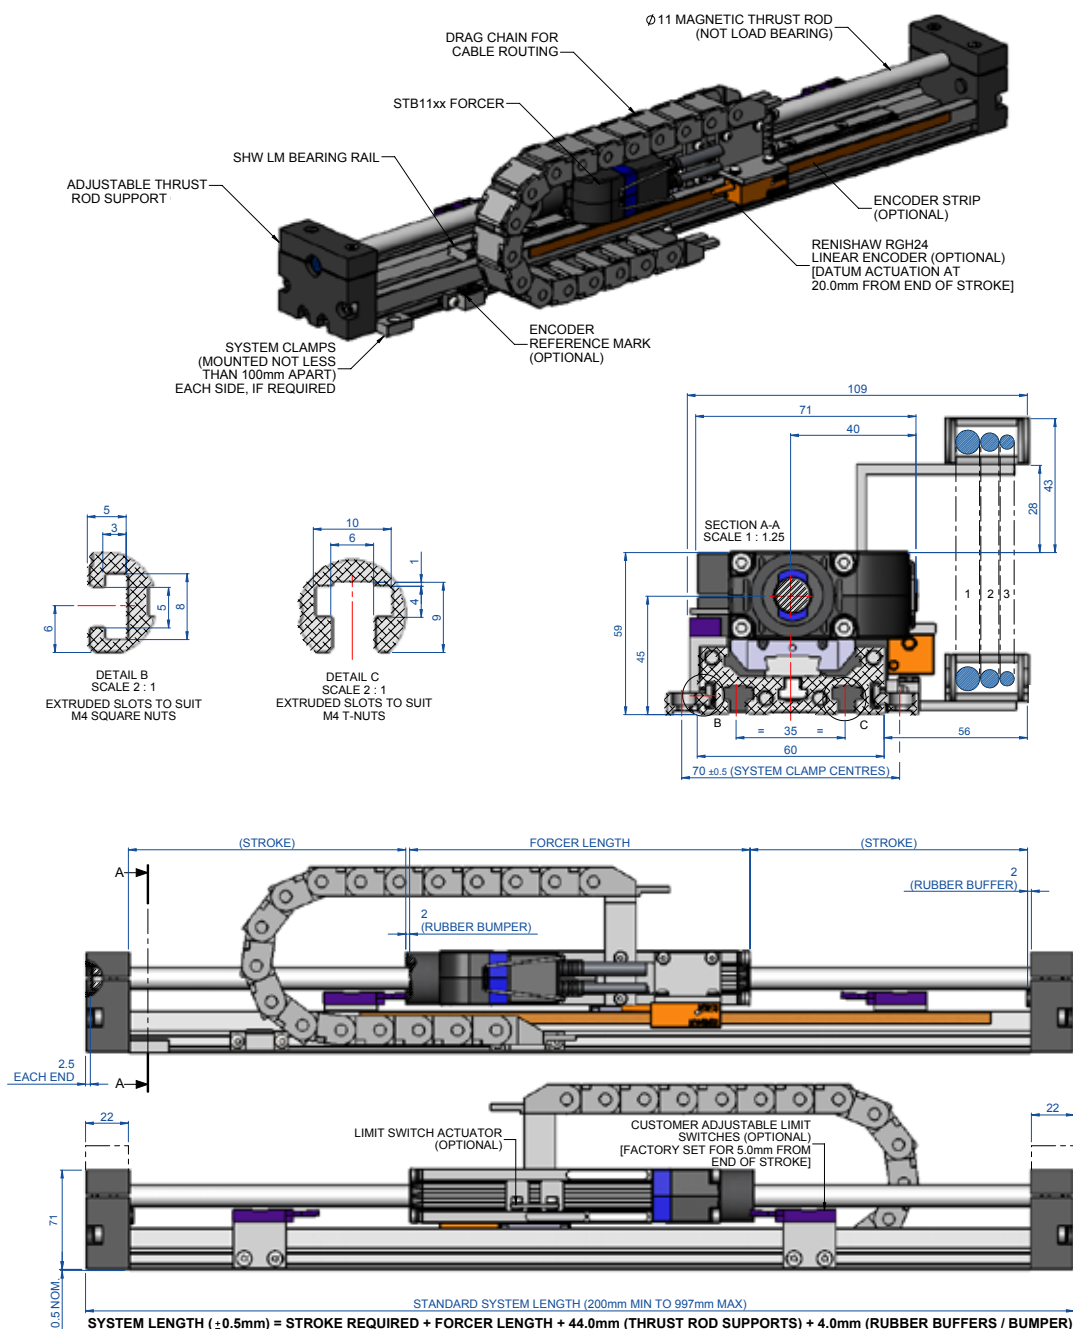 Ø11 MAGNETIC THRUST ROD
(NOT LOAD BEARING)
DRAG CHAIN FOR
CABLE ROUTING
STB11xx FORCER
SHW LM BEARING RAIL
ADJUSTABLE THRUST
ROD SUPPORT
ENCODER STRIP
(OPTIONAL)
RENISHAW RGH24
LINEAR ENCODER (OPTIONAL)
[DATUM ACTUATION AT
20.0mm FROM END OF STROKE]
ENCODER
REFERENCE MARK
(OPTIONAL)
SYSTEM CLAMPS
(MOUNTED NOT LESS
THAN 100mm APART)
EACH SIDE, IF REQUIRED
109
71
40
43
28
SECTION A-A
SCALE 1 : 1.25
1 2 3
59
45
B
C
= 35 =
56
60
70 ±0.5 (SYSTEM CLAMP CENTRES)
5
3
8
5
6
DETAIL B
SCALE 2 : 1
EXTRUDED SLOTS TO SUIT
M4 SQUARE NUTS
10
6
1
4
9
DETAIL C
SCALE 2 : 1
EXTRUDED SLOTS TO SUIT
M4 T-NUTS
(STROKE)
FORCER LENGTH
(STROKE)
A
2
(RUBBER BUFFER)
2
(RUBBER BUMPER)
2.5
EACH END
A
22
22
LIMIT SWITCH ACTUATOR
(OPTIONAL)
CUSTOMER ADJUSTABLE LIMIT
SWITCHES (OPTIONAL)
[FACTORY SET FOR 5.0mm FROM
END OF STROKE]
71
0.5 NOM.
STANDARD SYSTEM LENGTH (200mm MIN TO 997mm MAX)
SYSTEM LENGTH (±0.5mm) = STROKE REQUIRED + FORCER LENGTH + 44.0mm (THRUST ROD SUPPORTS) + 4.0mm (RUBBER BUFFERS / BUMPER)